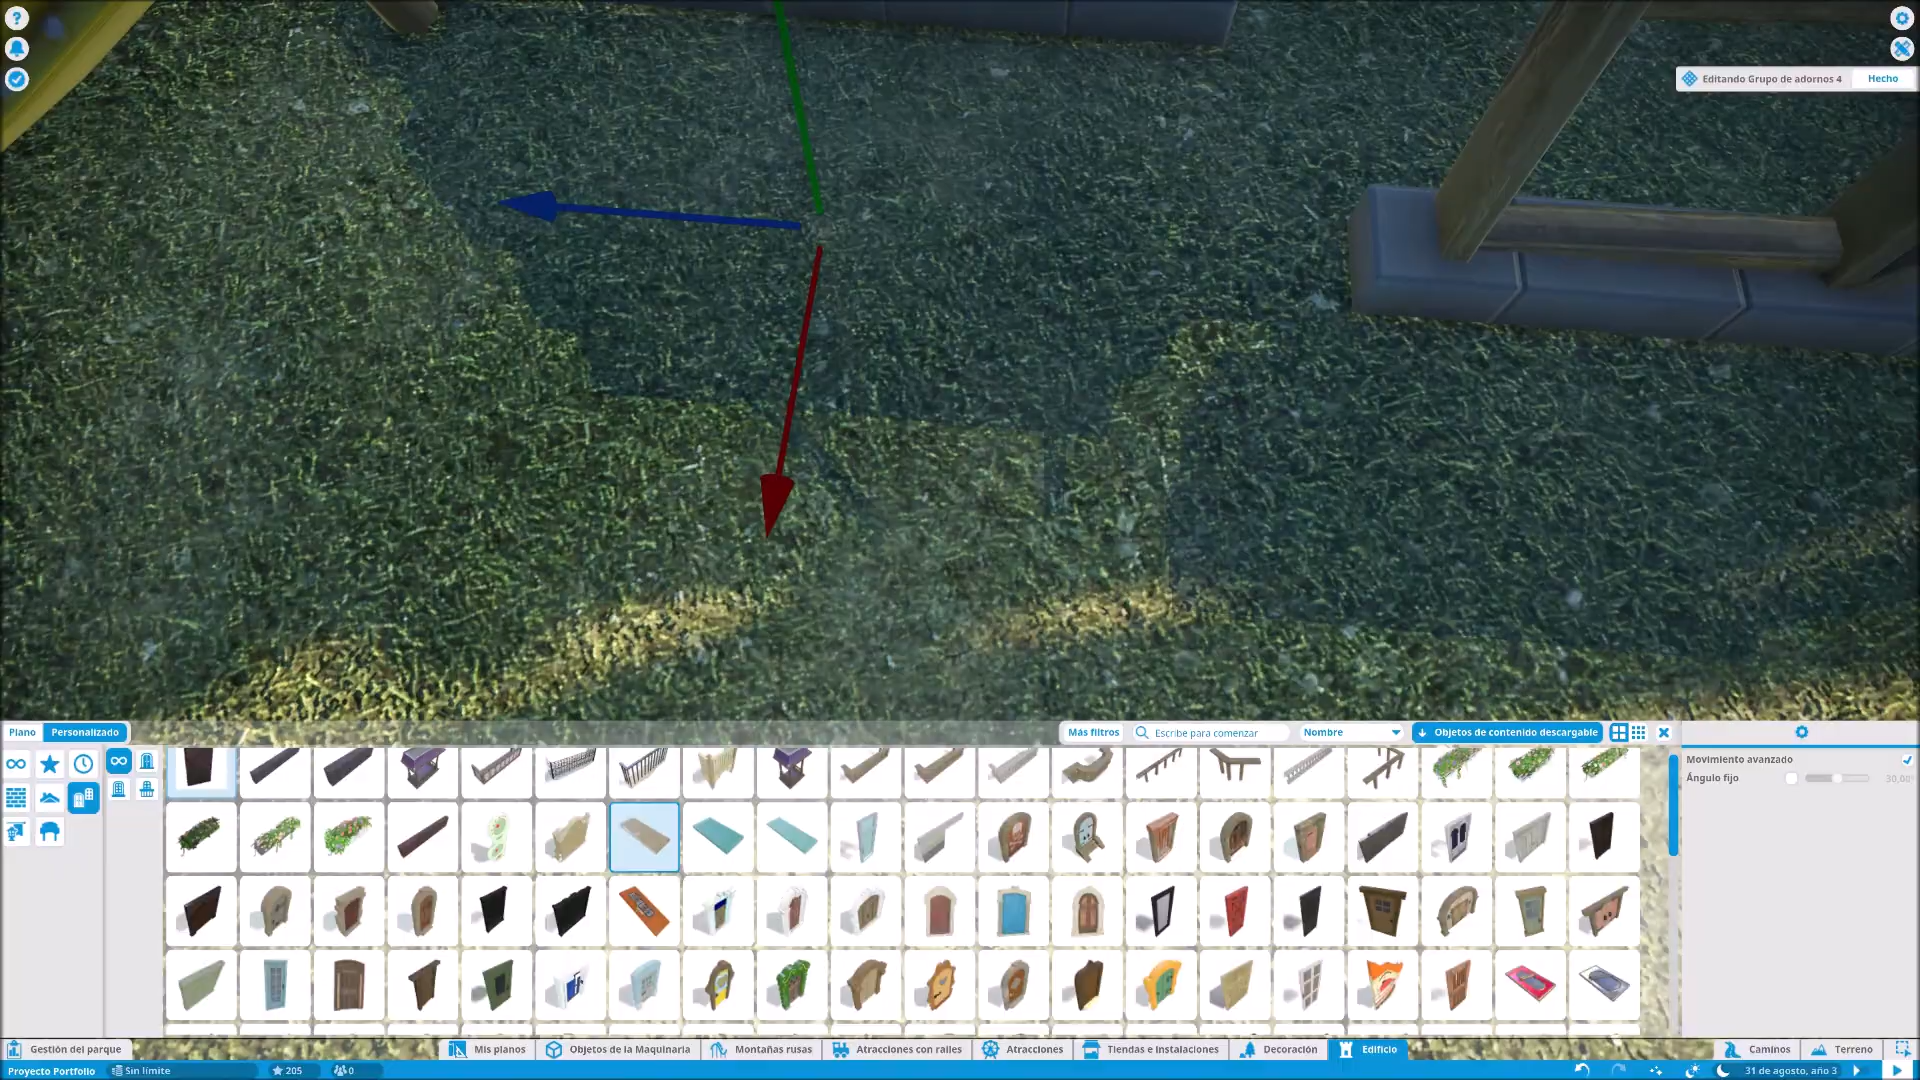 Editando Grupo de adornos 4
Hecho
Plano
Personalizado
Más filtros
Escribe para comenzar
Nombre
Objetos de contenido descargable
Movimiento avanzado
Ángulo fijo
30,00°
Gestión del parque
Mis planos
Objetos de la Maquinaria
Montañas rusas
Atracciones con raíles
Atracciones
Tiendas e instalaciones
Decoración
Edificio
Caminos
Terreno
Proyecto Portfolio
Sin límite
205
0
31 de agosto, año 3